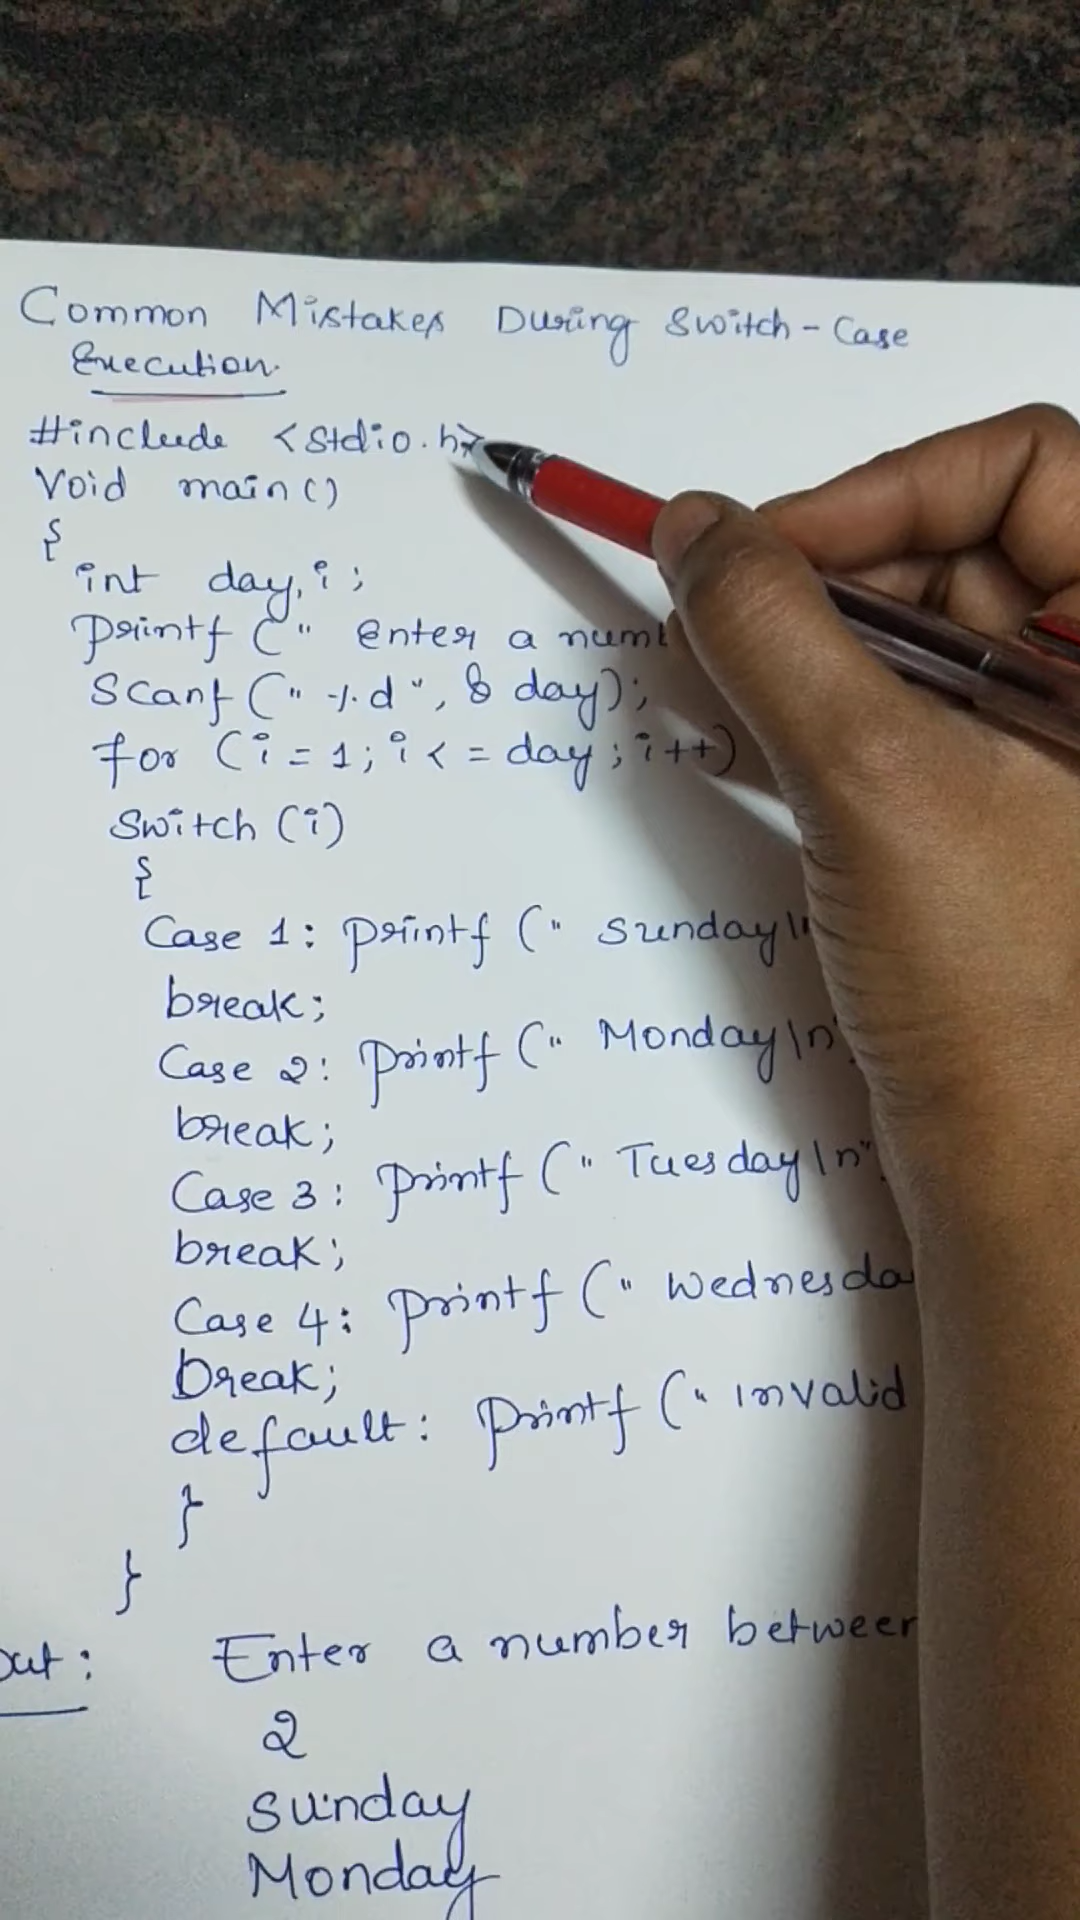 Common Mistakes During Switch-Case
Execution.
#include <stdio.h>
Void main()
{
int day, i;
printf (" enter a num
Scanf ("%d", & day);
for (i = 1; i <= day; i++)
Switch (i)
{
Case 1: printf (" Sunday\n
break;
Case 2: printf (" Monday\n"
break;
Case 3: printf (" Tuesday\n"
break;
Case 4: printf (" Wednesda
break;
default: printf (" Invalid
}
}
out: Enter a number between
2
Sunday
Monday